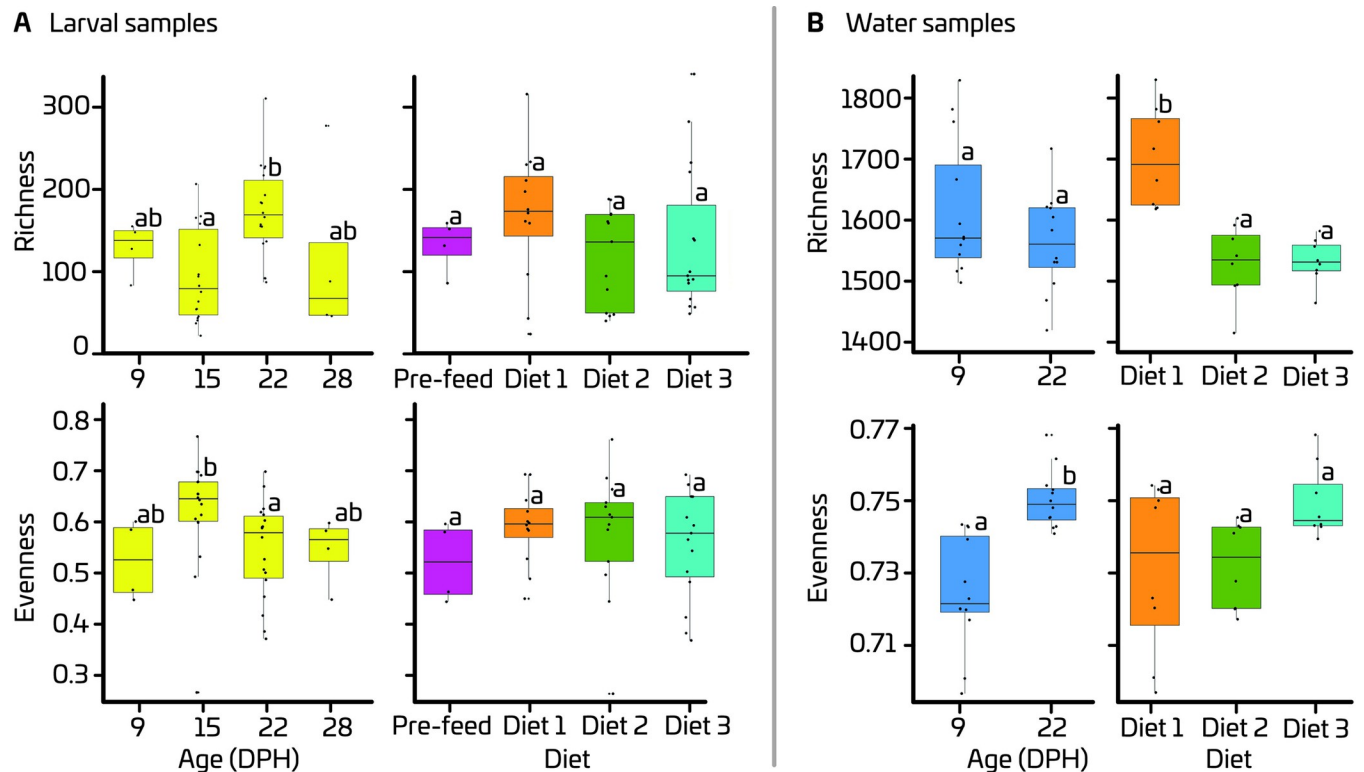 A Larval samples
B Water samples
Richness
300
200
100
0
ab
a
b
ab
9 15 22 28
a
a
a
a
Pre-feed Diet 1 Diet 2 Diet 3
Richness
1800
1700
1600
1500
1400
a
a
9 22
b
a
a
Diet 1 Diet 2 Diet 3
Evenness
0.8
0.7
0.6
0.5
0.4
0.3
ab
b
a
ab
9 15 22 28
Age (DPH)
a
a
a
a
Pre-feed Diet 1 Diet 2 Diet 3
Diet
Evenness
0.77
0.75
0.73
0.71
a
b
9 22
Age (DPH)
a
a
a
Diet 1 Diet 2 Diet 3
Diet